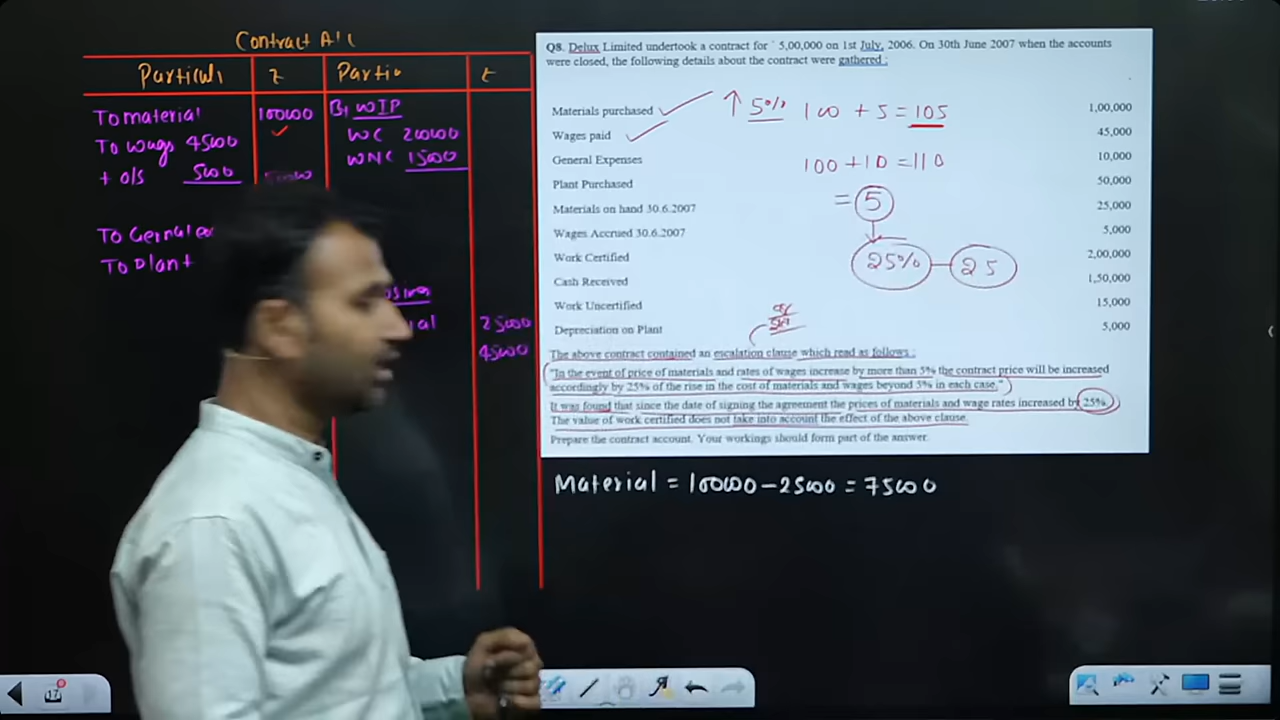 Contract A/C
Particuls ₹ Partic ₹
To material 100000 By WIP
To wags 45000 WC 200000
+ o/s 5000 WNC 15000
To Gernal ex
To Plant
25000
45000
Q8. Delux Limited undertook a contract for ` 5,00,000 on 1st July, 2006. On 30th June 2007 when the accounts
were closed, the following details about the contract were gathered :
Materials purchased 1,00,000
↑ 5% 100 + 5 = 105
Wages paid 45,000
General Expenses 10,000
100 + 10 = 110
Plant Purchased 50,000
Materials on hand 30.6.2007 25,000
= 5
Wages Accrued 30.6.2007 5,000
Work Certified 2,00,000
25% — 25
Cash Received 1,50,000
Work Uncertified 15,000
Depreciation on Plant 5,000
The above contract contained an escalation clause which read as follows :
"In the event of price of materials and rates of wages increase by more than 5% the contract price will be increased
accordingly by 25% of the rise in the cost of materials and wages beyond 5% in each case."
It was found that since the date of signing the agreement the prices of materials and wage rates increased by 25%.
The value of work certified does not take into account the effect of the above clause.
Prepare the contract account. Your workings should form part of the answer.
Material = 100000 – 25000 = 75000
17